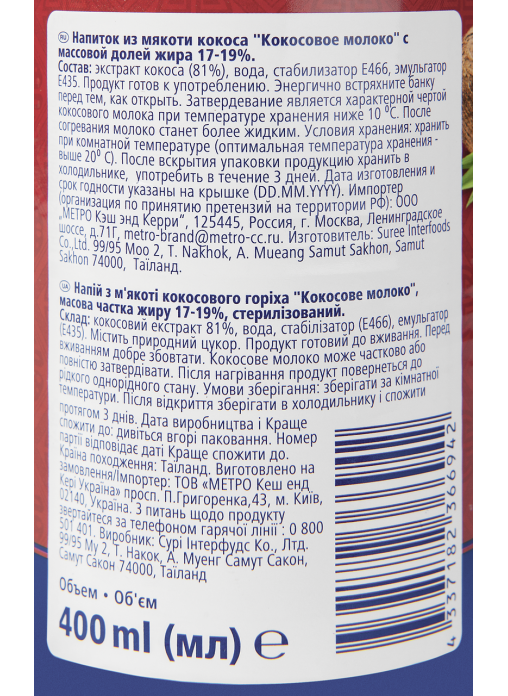 RU Напиток из мякоти кокоса "Кокосовое молоко" с
массовой долей жира 17-19%.
Состав: экстракт кокоса (81%), вода, стабилизатор Е466, эмульгатор
Е435. Продукт готов к употреблению. Энергично встряхните банку
перед тем, как открыть. Затвердевание является характерной чертой
кокосового молока при температуре хранения ниже 10 ⁰С. После
согревания молоко станет более жидким. Условия хранения: хранить
при комнатной температуре (оптимальная температура хранения -
выше 20⁰ С). После вскрытия упаковки продукцию хранить в
холодильнике, употребить в течение 3 дней. Дата изготовления и
срок годности указаны на крышке (DD.MM.YYYY). Импортер
(организация по принятию претензий на территории РФ): ООО
„МЕТРО Кэш энд Керри", 125445, Россия, г. Москва, Ленинградское
шоссе, д.71Г, metro-brand@metro-cc.ru. Изготовитель: Suree Interfoods
Co.,Ltd. 99/95 Moo 2, T. Nakhok, A. Mueang Samut Sakhon, Samut
Sakhon 74000, Таиланд.
UA Напій з м'якоті кокосового горіха "Кокосове молоко",
масова частка жиру 17-19%, стерилізований.
Склад: кокосовий екстракт 81%, вода, стабілізатор (Е466), емульгатор
(Е435). Містить природний цукор. Продукт готовий до вживання. Перед
вживанням добре збовтати. Кокосове молоко може частково або
повністю затвердівати. Після нагрівання продукт повернеться до
рідкого однорідного стану. Умови зберігання: зберігати за кімнатної
температури. Після відкриття зберігати в холодильнику і спожити
протягом 3 днів. Дата виробництва і Краще
спожити до: дивіться вгорі паковання. Номер
партії відповідає даті Краще спожити до.
Країна походження: Таїланд. Виготовлено на
замовлення/Імпортер: ТОВ «МЕТРО Кеш енд
Кері Україна» просп. П.Григоренка,43, м. Київ,
02140, Україна. З питань щодо продукту
звертайтеся за телефоном гарячої лінії : 0 800
501 401. Виробник: Сурі Інтерфудс Ко., Лтд.
99/95 Му 2, Т. Накок, А. Муенг Самут Сакон,
Самут Сакон 74000, Таїланд
Объем • Об'єм
400 ml (мл) ℮
4 337182 366942